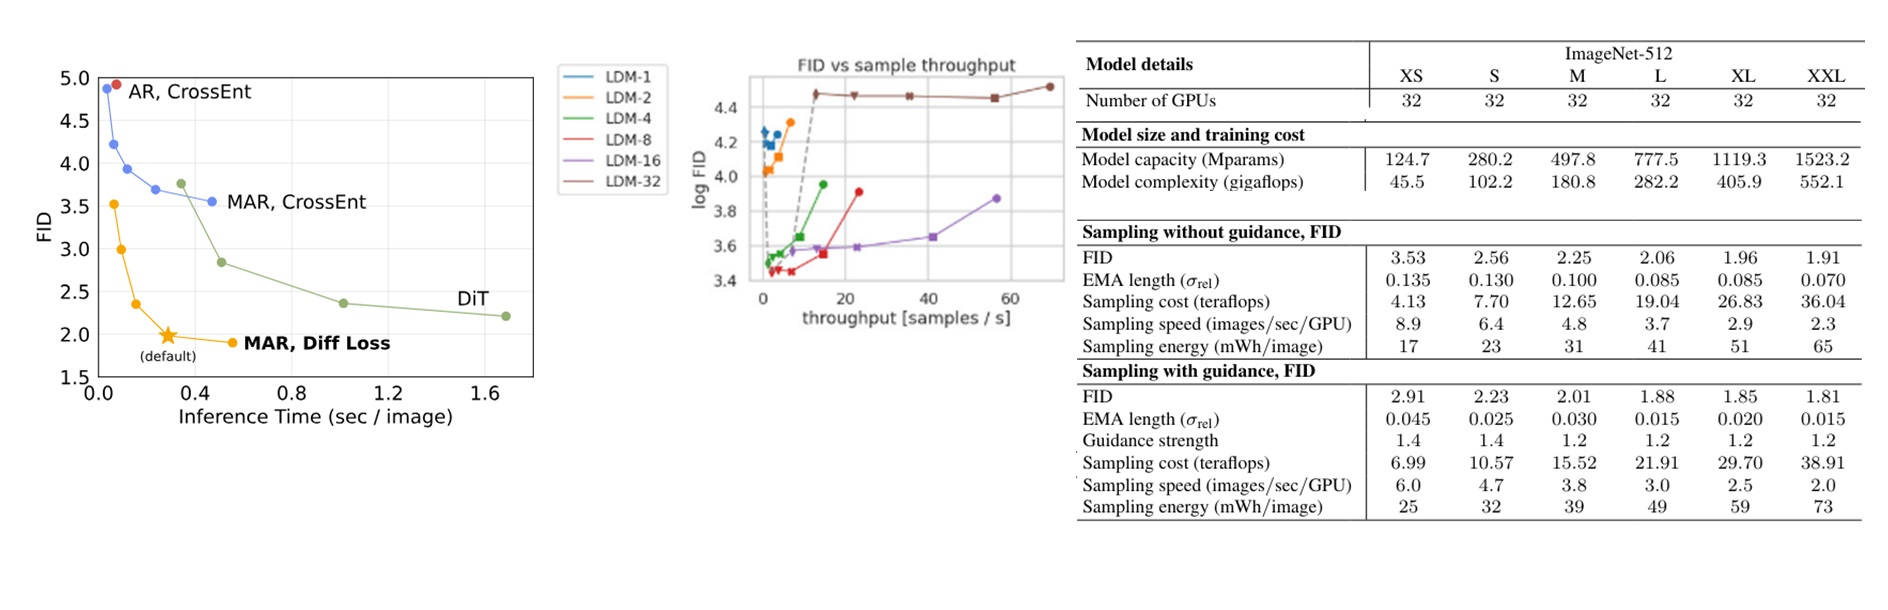 5.0
4.5
4.0
3.5
3.0
2.5
2.0
1.5
FID
AR, CrossEnt
MAR, CrossEnt
DiT
MAR, Diff Loss
(default)
0.0 0.4 0.8 1.2 1.6
Inference Time (sec / image)
LDM-1
LDM-2
LDM-4
LDM-8
LDM-16
LDM-32
FID vs sample throughput
log FID
4.4
4.2
4.0
3.8
3.6
3.4
0 20 40 60
throughput [samples / s]
Model details ImageNet-512
XS S M L XL XXL
Number of GPUs 32 32 32 32 32 32
Model size and training cost
Model capacity (Mparams) 124.7 280.2 497.8 777.5 1119.3 1523.2
Model complexity (gigaflops) 45.5 102.2 180.8 282.2 405.9 552.1
Sampling without guidance, FID
FID 3.53 2.56 2.25 2.06 1.96 1.91
EMA length (σrel) 0.135 0.130 0.100 0.085 0.085 0.070
Sampling cost (teraflops) 4.13 7.70 12.65 19.04 26.83 36.04
Sampling speed (images/sec/GPU) 8.9 6.4 4.8 3.7 2.9 2.3
Sampling energy (mWh/image) 17 23 31 41 51 65
Sampling with guidance, FID
FID 2.91 2.23 2.01 1.88 1.85 1.81
EMA length (σrel) 0.045 0.025 0.030 0.015 0.020 0.015
Guidance strength 1.4 1.4 1.2 1.2 1.2 1.2
Sampling cost (teraflops) 6.99 10.57 15.52 21.91 29.70 38.91
Sampling speed (images/sec/GPU) 6.0 4.7 3.8 3.0 2.5 2.0
Sampling energy (mWh/image) 25 32 39 49 59 73